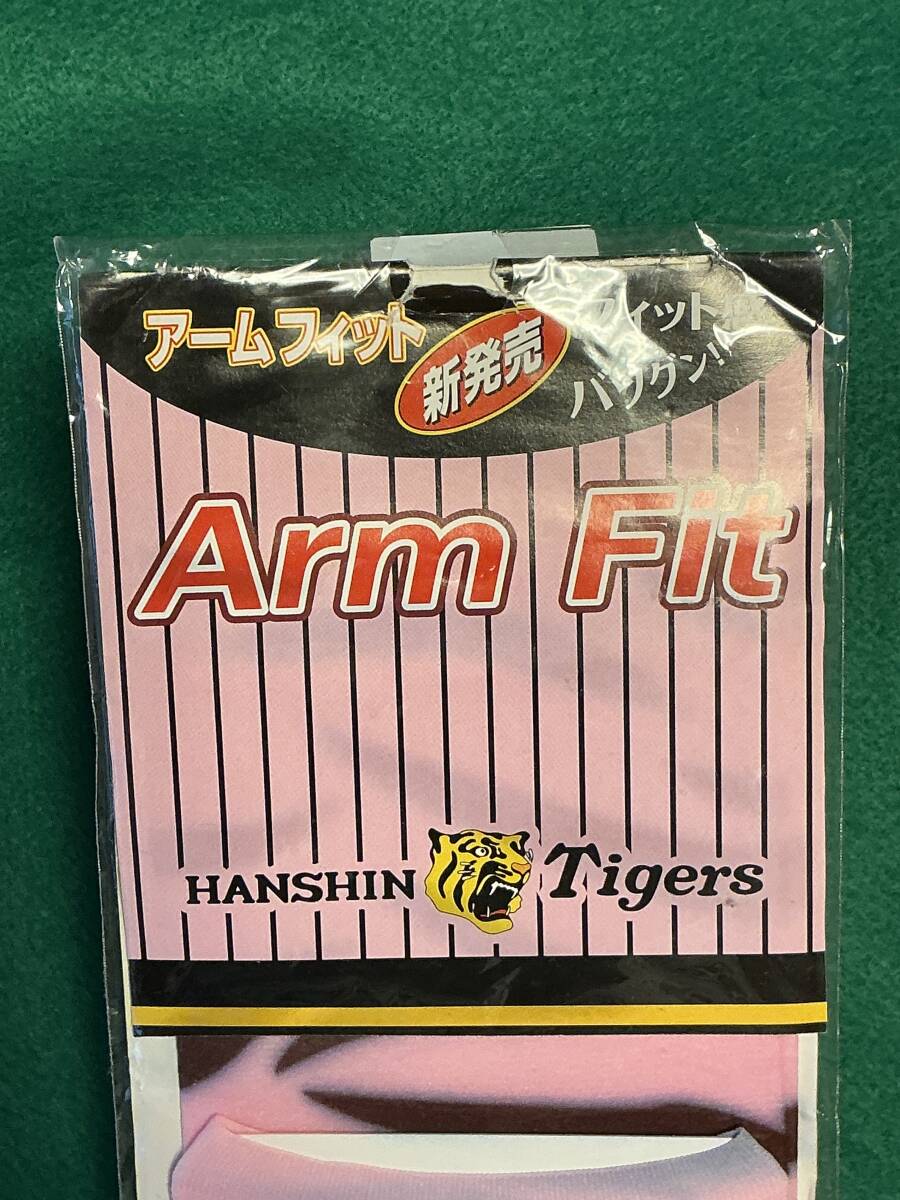 アームフィット
新発売
フィット感
バツグン!!
Arm Fit
HANSHIN Tigers